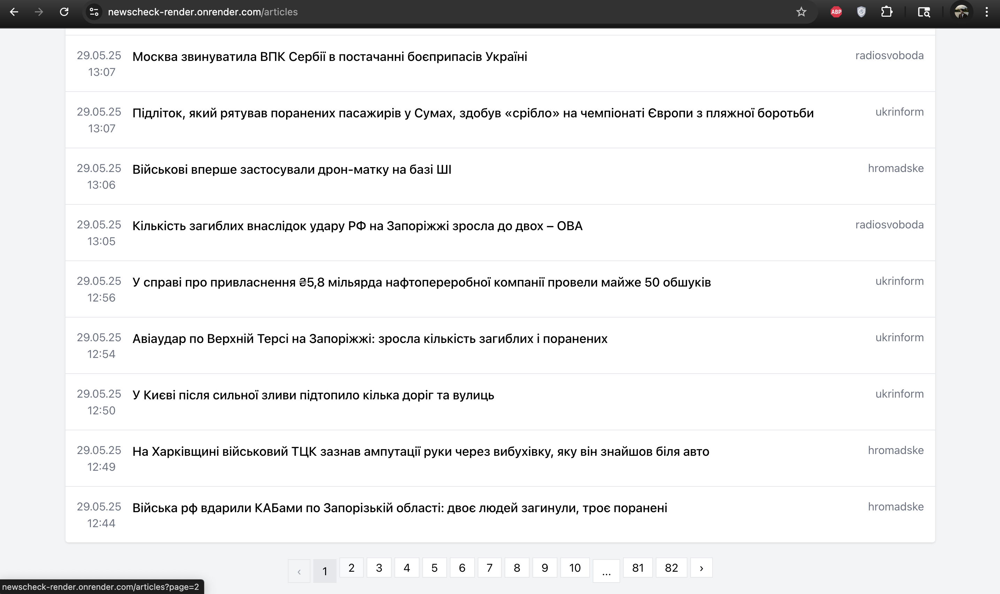 newscheck-render.onrender.com/articles
ABP
29.05.25 Москва звинуватила ВПК Сербії в постачанні боєприпасів Україні radiosvoboda
13:07
29.05.25 Підліток, який рятував поранених пасажирів у Сумах, здобув «срібло» на чемпіонаті Європи з пляжної боротьби ukrinform
13:07
29.05.25 Військові вперше застосували дрон-матку на базі ШІ hromadske
13:06
29.05.25 Кількість загиблих внаслідок удару РФ на Запоріжжі зросла до двох – ОВА radiosvoboda
13:05
29.05.25 У справі про привласнення ₴5,8 мільярда нафтопереробної компанії провели майже 50 обшуків ukrinform
12:56
29.05.25 Авіаудар по Верхній Терсі на Запоріжжі: зросла кількість загиблих і поранених ukrinform
12:54
29.05.25 У Києві після сильної зливи підтопило кілька доріг та вулиць ukrinform
12:50
29.05.25 На Харківщині військовий ТЦК зазнав ампутації руки через вибухівку, яку він знайшов біля авто hromadske
12:49
29.05.25 Війська рф вдарили КАБами по Запорізькій області: двоє людей загинули, троє поранені hromadske
12:44
‹ 1 2 3 4 5 6 7 8 9 10 ... 81 82 ›
newscheck-render.onrender.com/articles?page=2